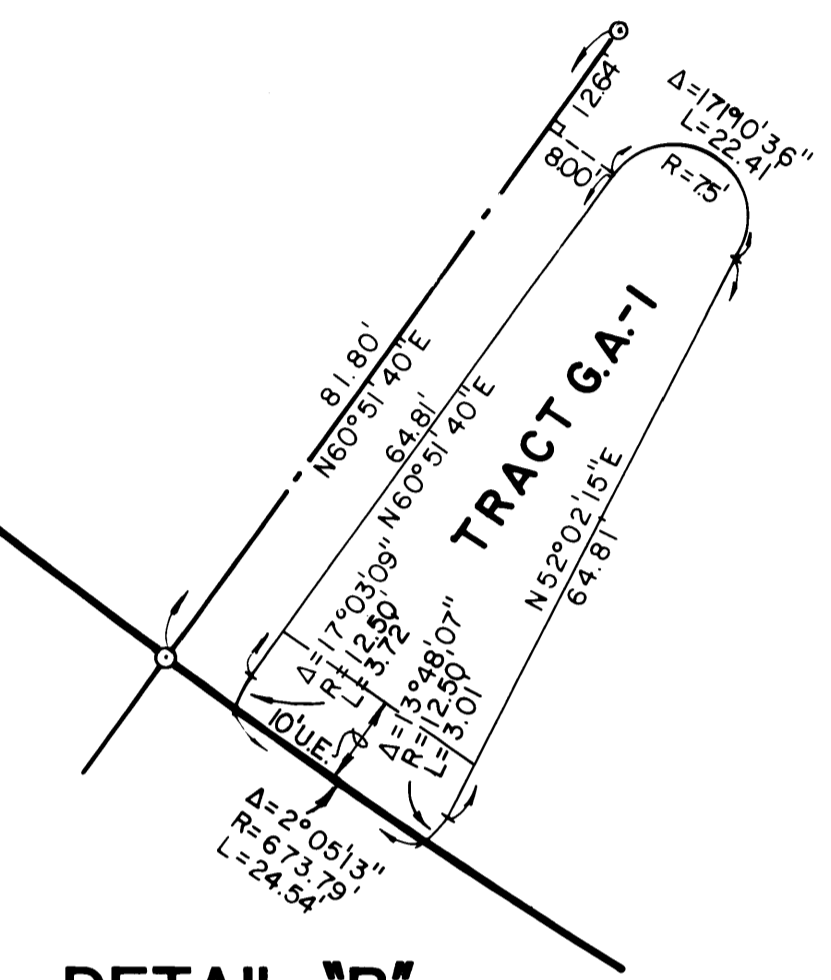 12.64
8.00'
Δ=171°10'36"
L=22.41'
R=7.5'
81.80'
N60°51'40"E
64.81'
N60°51'40"E
TRACT G.A.-1
N52°02'15"E
64.81'
Δ=17°03'09"
R=12.50'
L=3.72'
Δ=13°48'07"
R=12.50'
L=3.01
10'U.E.
Δ=2°05'13"
R=673.79'
L=24.54'
DETAIL "B"